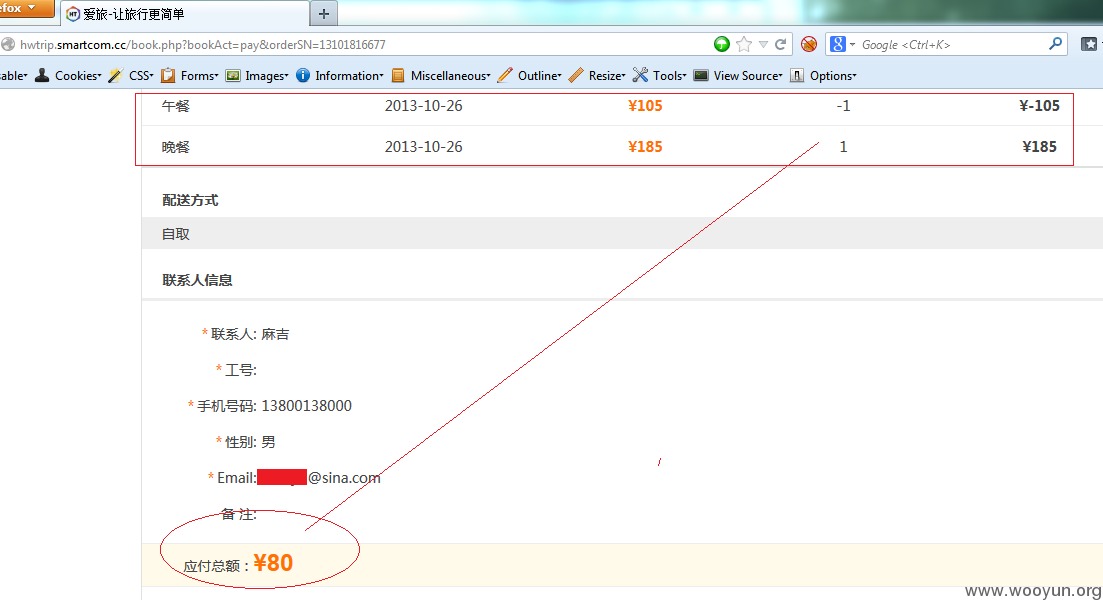 efox
爱旅-让旅行更简单
hwtrip.smartcom.cc/book.php?bookAct=pay&orderSN=13101816677
Google <Ctrl+K>
able Cookies CSS Forms Images Information Miscellaneous Outline Resize Tools View Source Options
午餐 2013-10-26 ¥105 -1 ¥-105
晚餐 2013-10-26 ¥185 1 ¥185
配送方式
自取
联系人信息
*联系人: 麻吉
*工号:
*手机号码: 13800138000
*性别: 男
*Email: @sina.com
备 注:
应付总额：¥80
www.wooyun.org